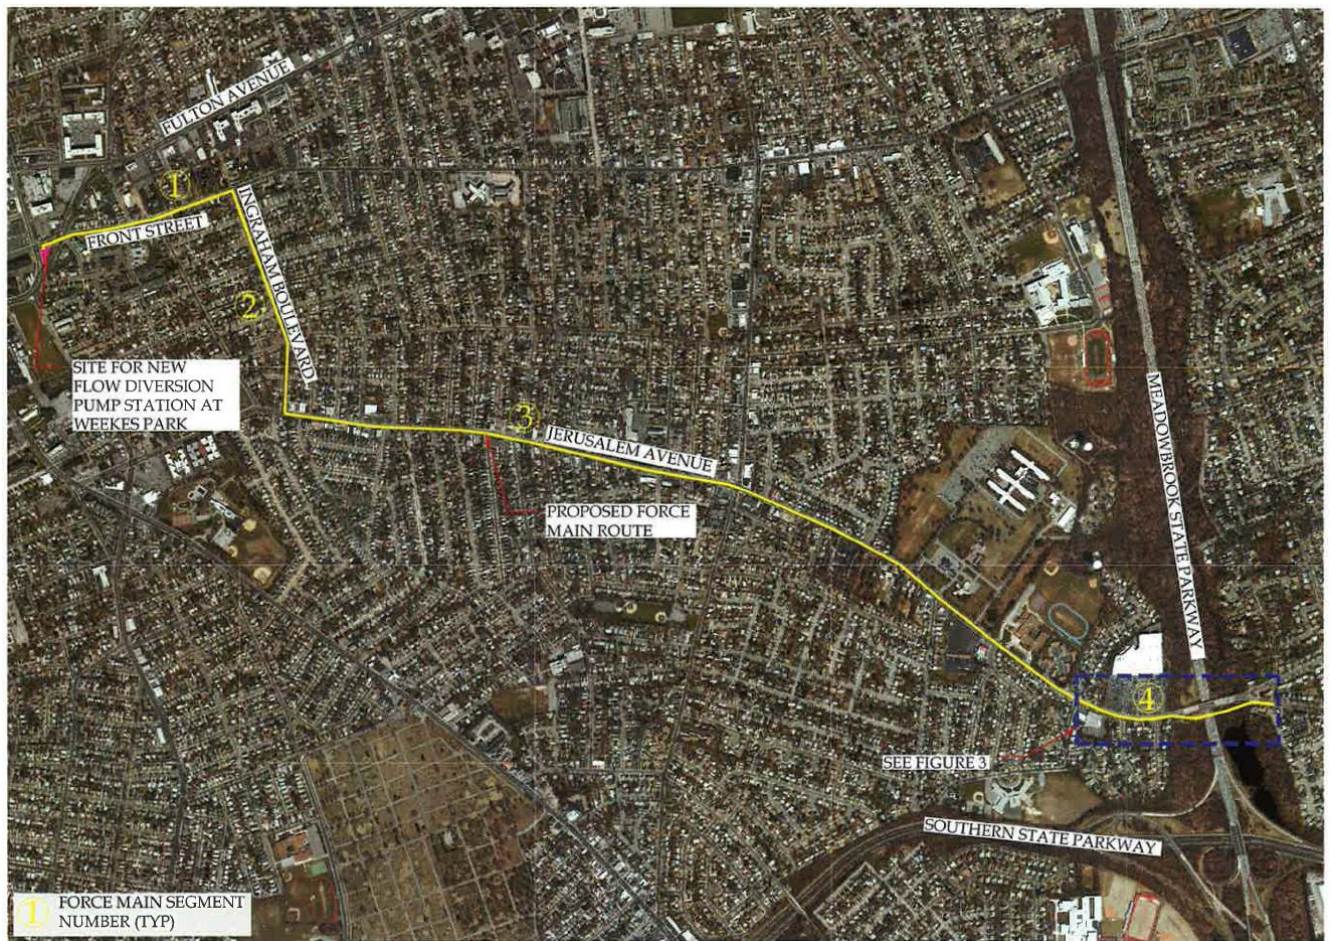 FULTON AVENUE
1
FRONT STREET
INGRAHAM BOULEVARD
2
SITE FOR NEW
FLOW DIVERSION
PUMP STATION AT
WEEKES PARK
3
JERUSALEM AVENUE
PROPOSED FORCE
MAIN ROUTE
MEADOWBROOK STATE PARKWAY
4
SEE FIGURE 3
SOUTHERN STATE PARKWAY
1 FORCE MAIN SEGMENT
NUMBER (TYP)